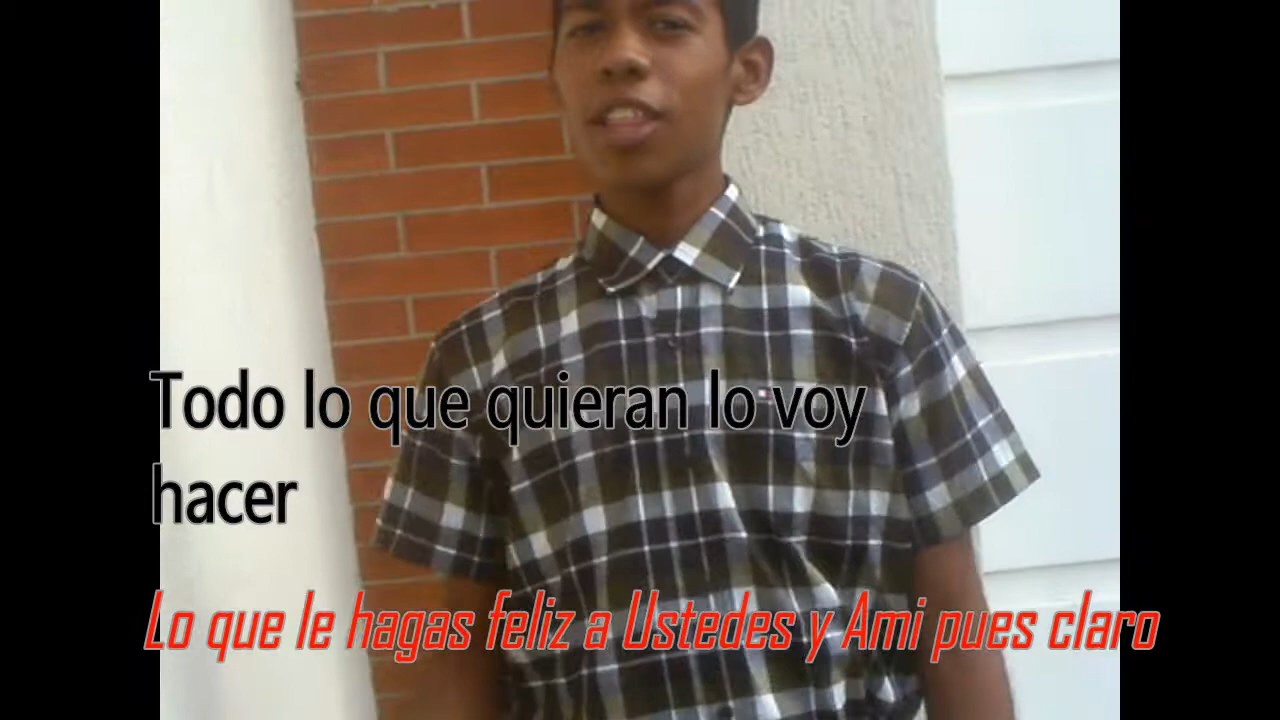 Todo lo que quieran lo voy
hacer
Lo que le hagas feliz a Ustedes y Ami pues claro